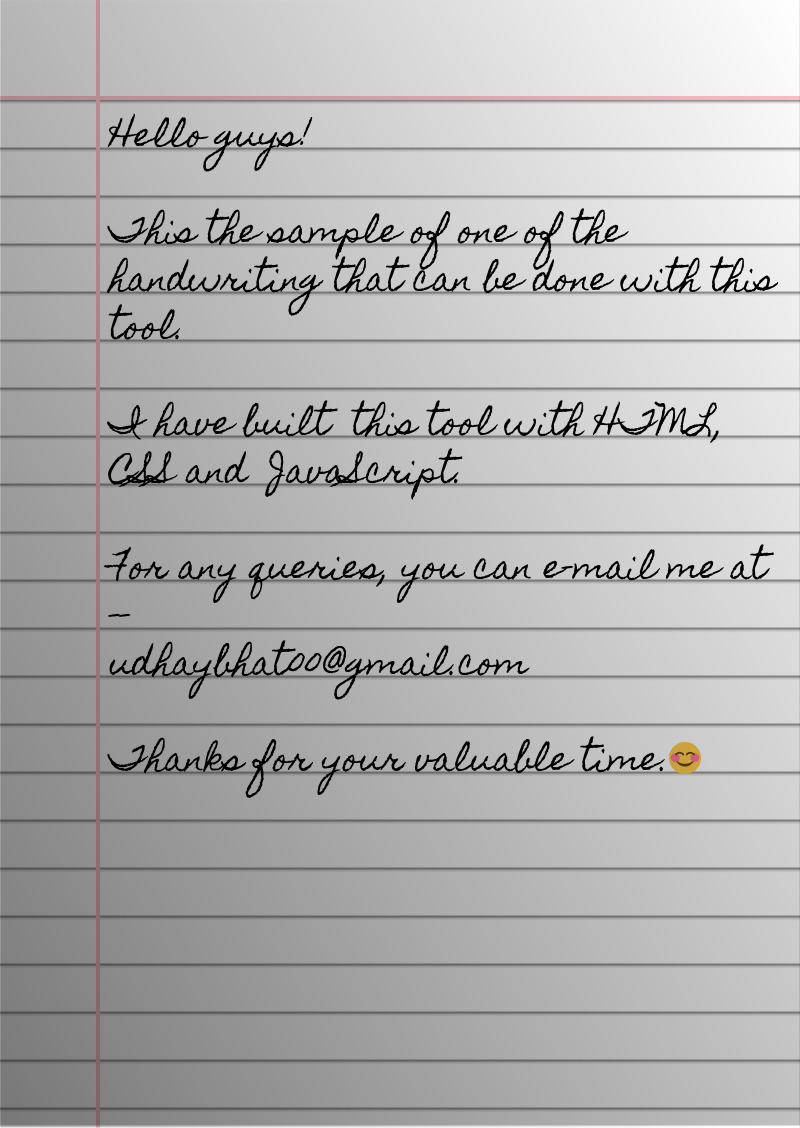 Hello guys!
This the sample of one of the
handwriting that can be done with this
tool.
I have built this tool with HTML,
CSS and JavaScript.
For any queries, you can e-mail me at
-
udhaybhat00@gmail.com
Thanks for your valuable time.😊